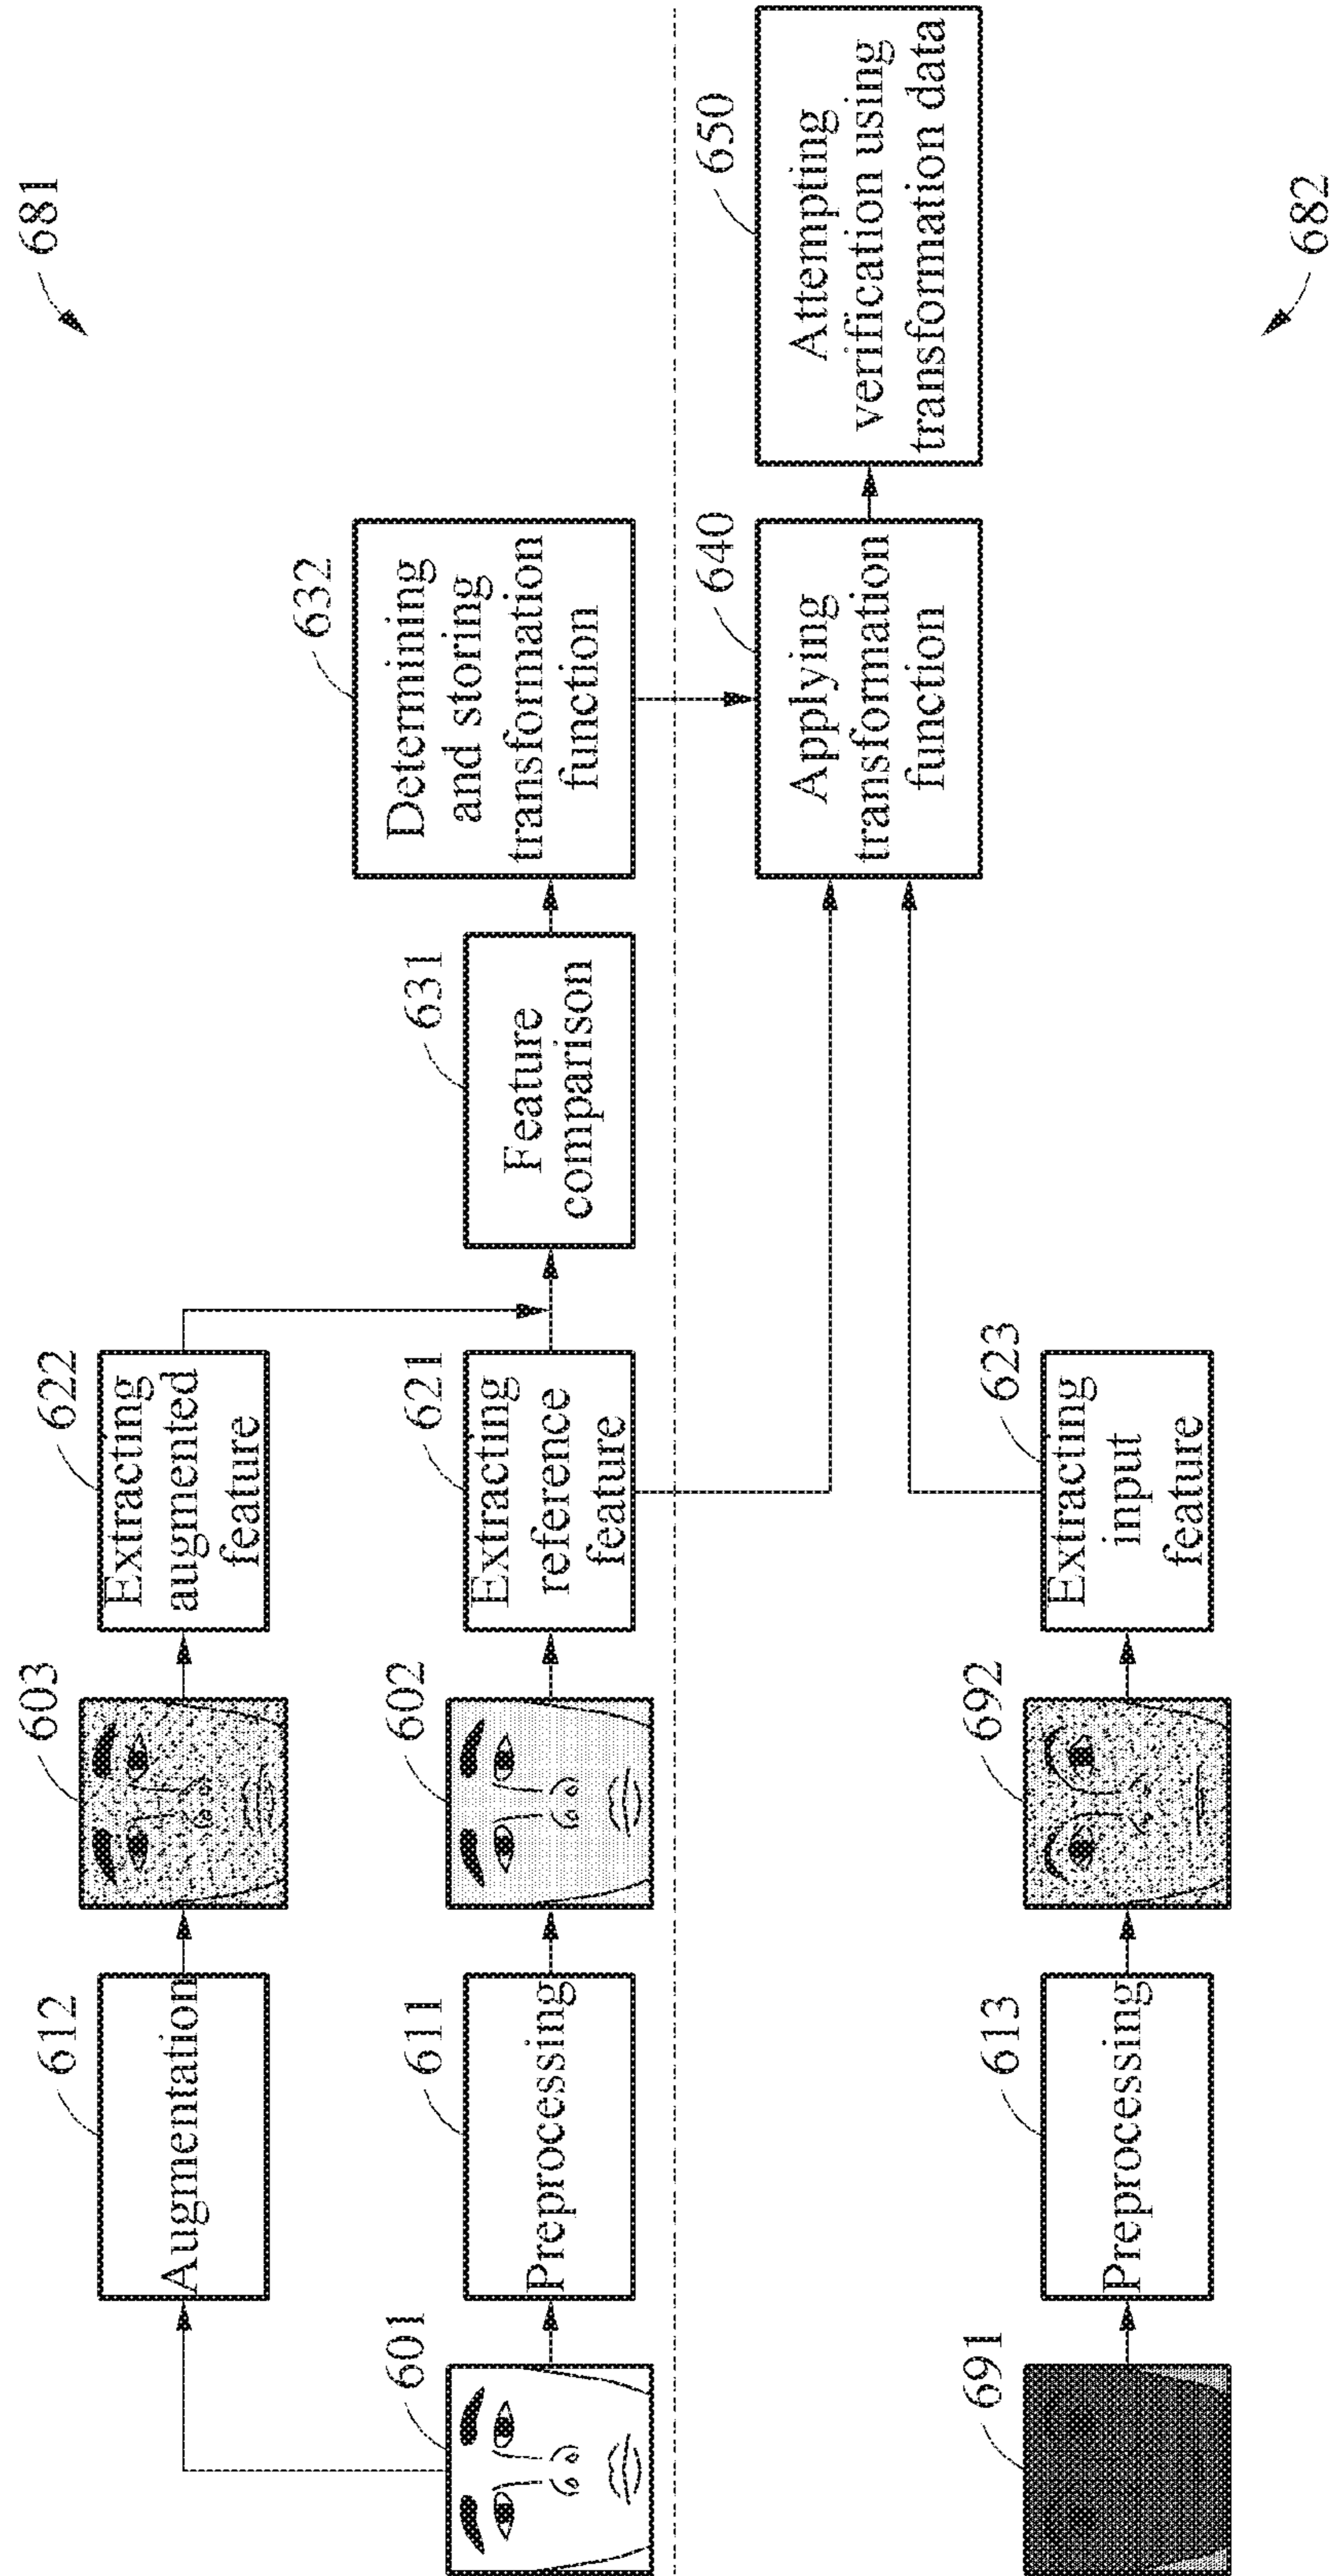 681
612
603
622
Augmentation
Extracting
augmented
feature
632
Determining
and storing
transformation
function
601
611
602
621
631
Preprocessing
Extracting
reference
feature
Feature
comparison
640
Applying
transformation
function
650
Attempting
verification using
transformation data
691
613
692
623
Preprocessing
Extracting
input
feature
682